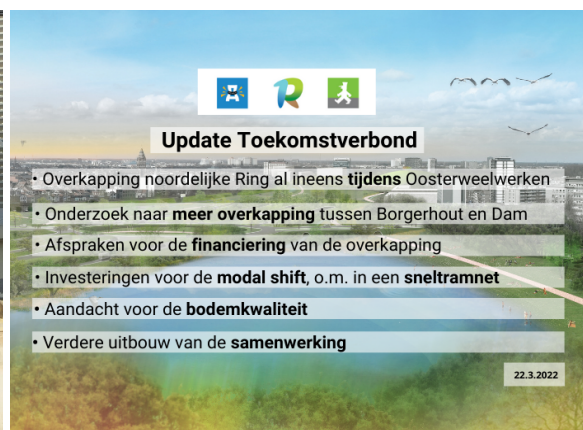 Update Toekomstverbond
• Overkapping noordelijke Ring al ineens tijdens Oosterweelwerken
• Onderzoek naar meer overkapping tussen Borgerhout en Dam
• Afspraken voor de financiering van de overkapping
• Investeringen voor de modal shift, o.m. in een sneltramnet
• Aandacht voor de bodemkwaliteit
• Verdere uitbouw van de samenwerking
22.3.2022